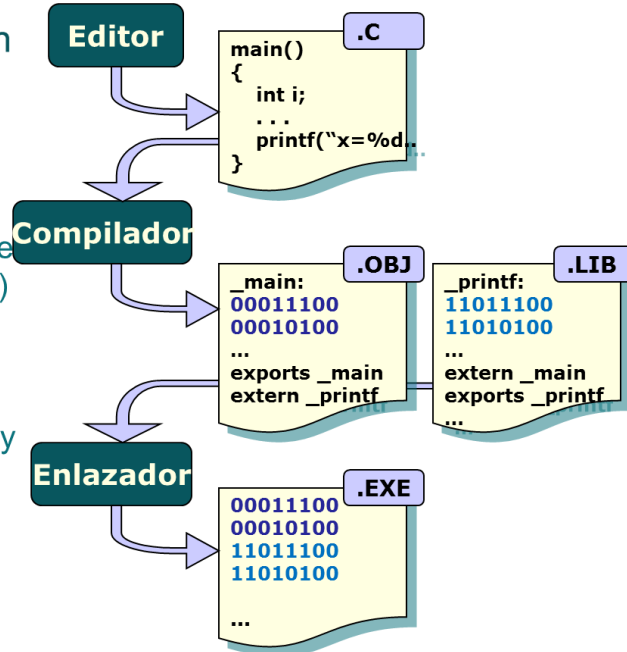 Editor
.C
main()
{
int i;
. . .
printf(“x=%d..
}
Compilador
.OBJ
_main:
00011100
00010100
...
exports _main
extern _printf
.LIB
_printf:
11011100
11010100
...
extern _main
exports _printf
...
y
Enlazador
.EXE
00011100
00010100
11011100
11010100
...